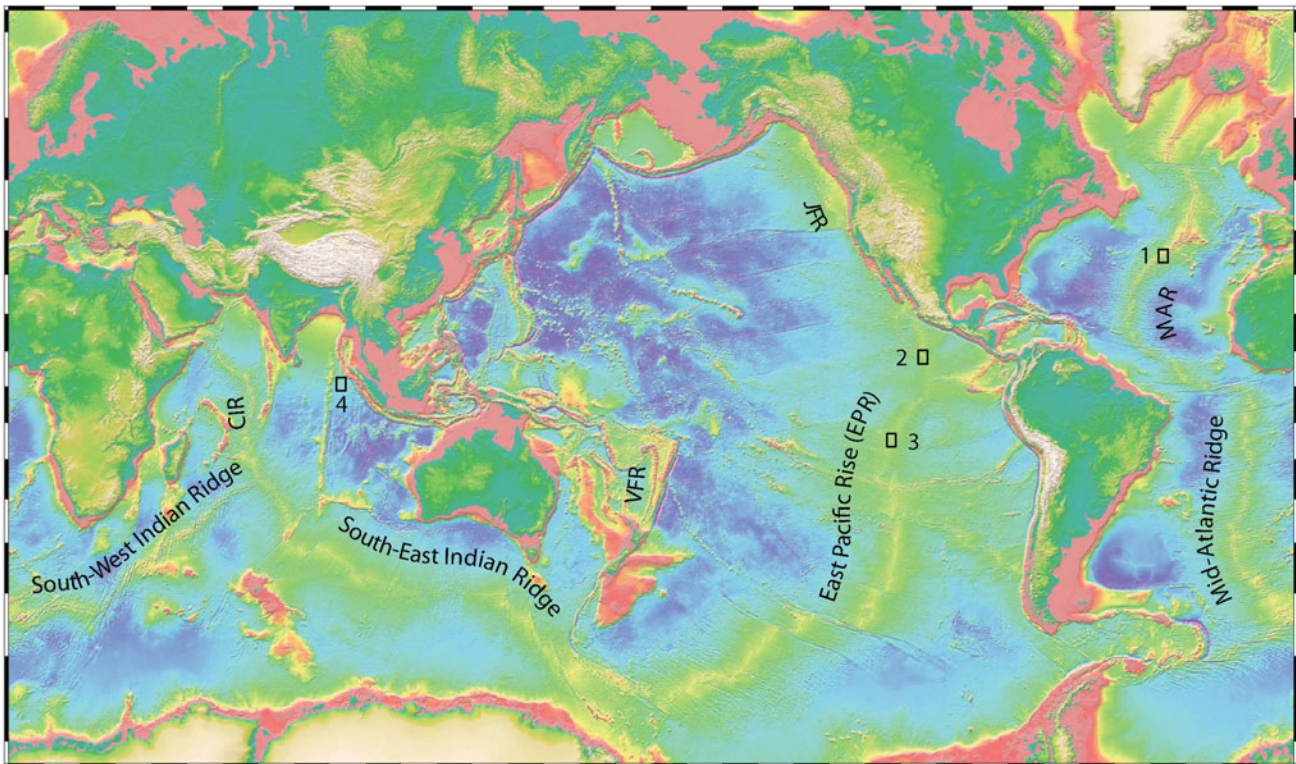 JFR
1
MAR
2
4
CIR
3
VFR
East Pacific Rise (EPR)
Mid-Atlantic Ridge
South-West Indian Ridge
South-East Indian Ridge